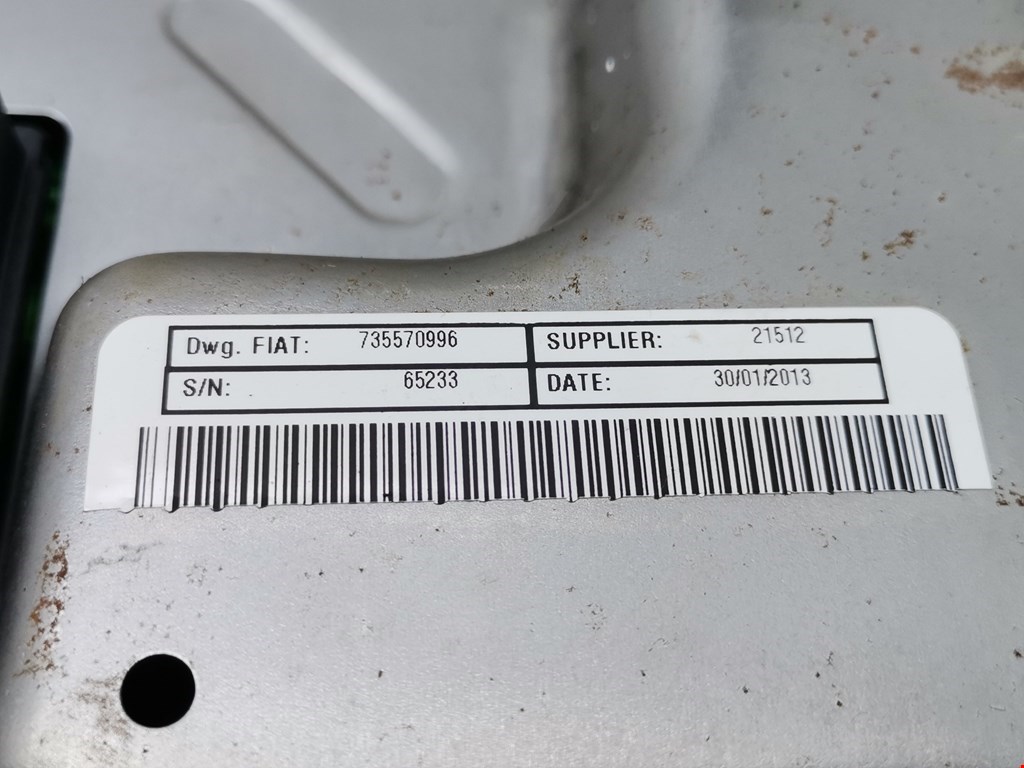 Dwg. FIAT: 735570996 SUPPLIER: 21512
S/N: 65233 DATE: 30/01/2013